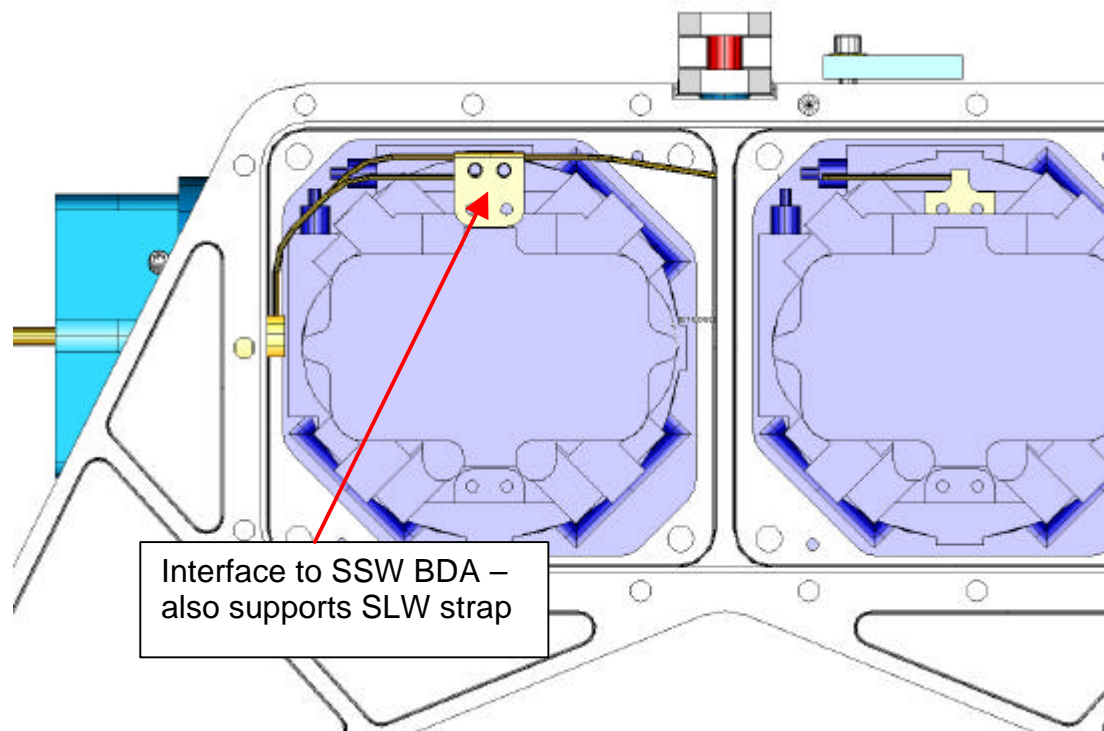 Interface to SSW BDA –
also supports SLW strap